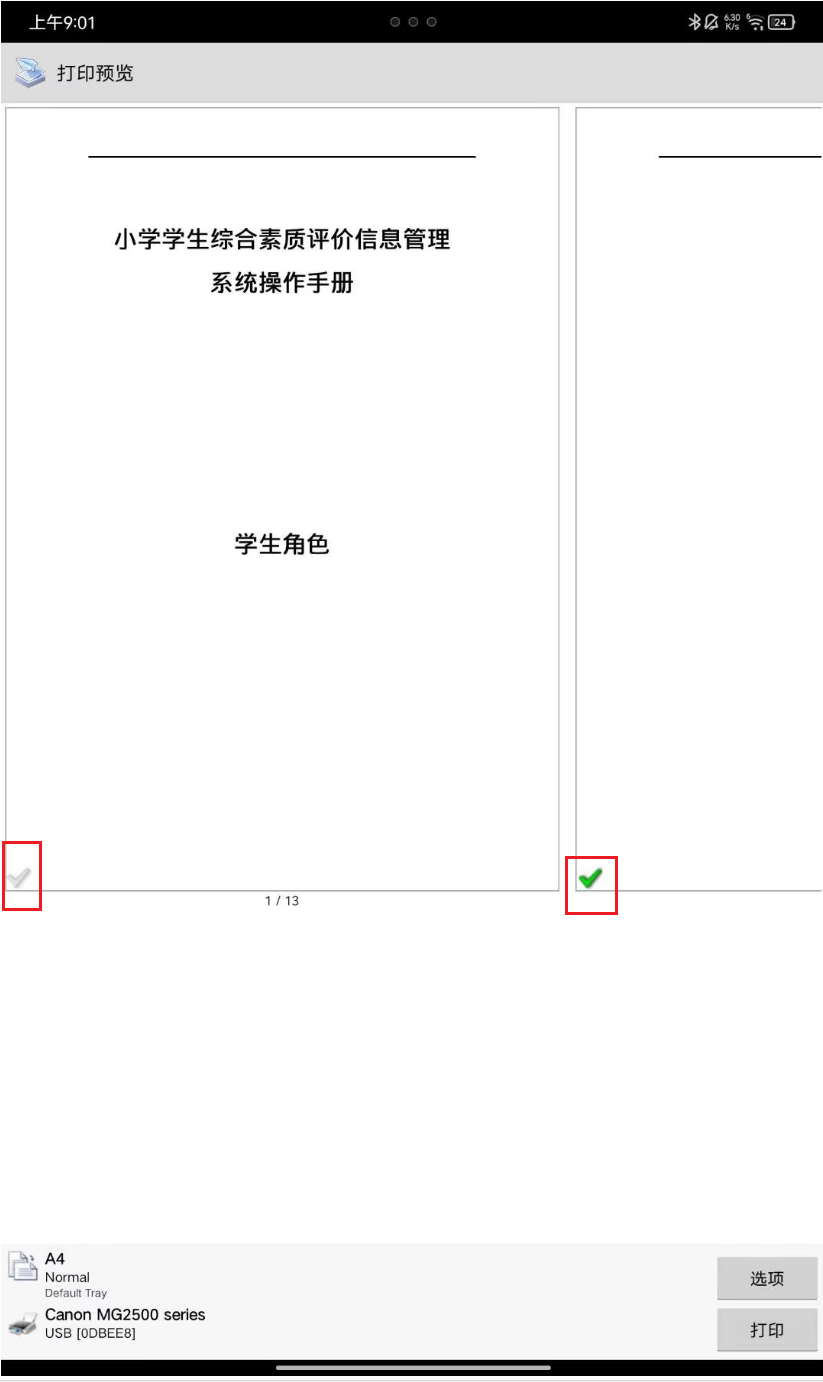 上午9:01
6.30
K/s
6
24
打印预览
小学学生综合素质评价信息管理
系统操作手册
学生角色
1 / 13
A4
Normal
Default Tray
选项
Canon MG2500 series
USB [0DBEE8]
打印